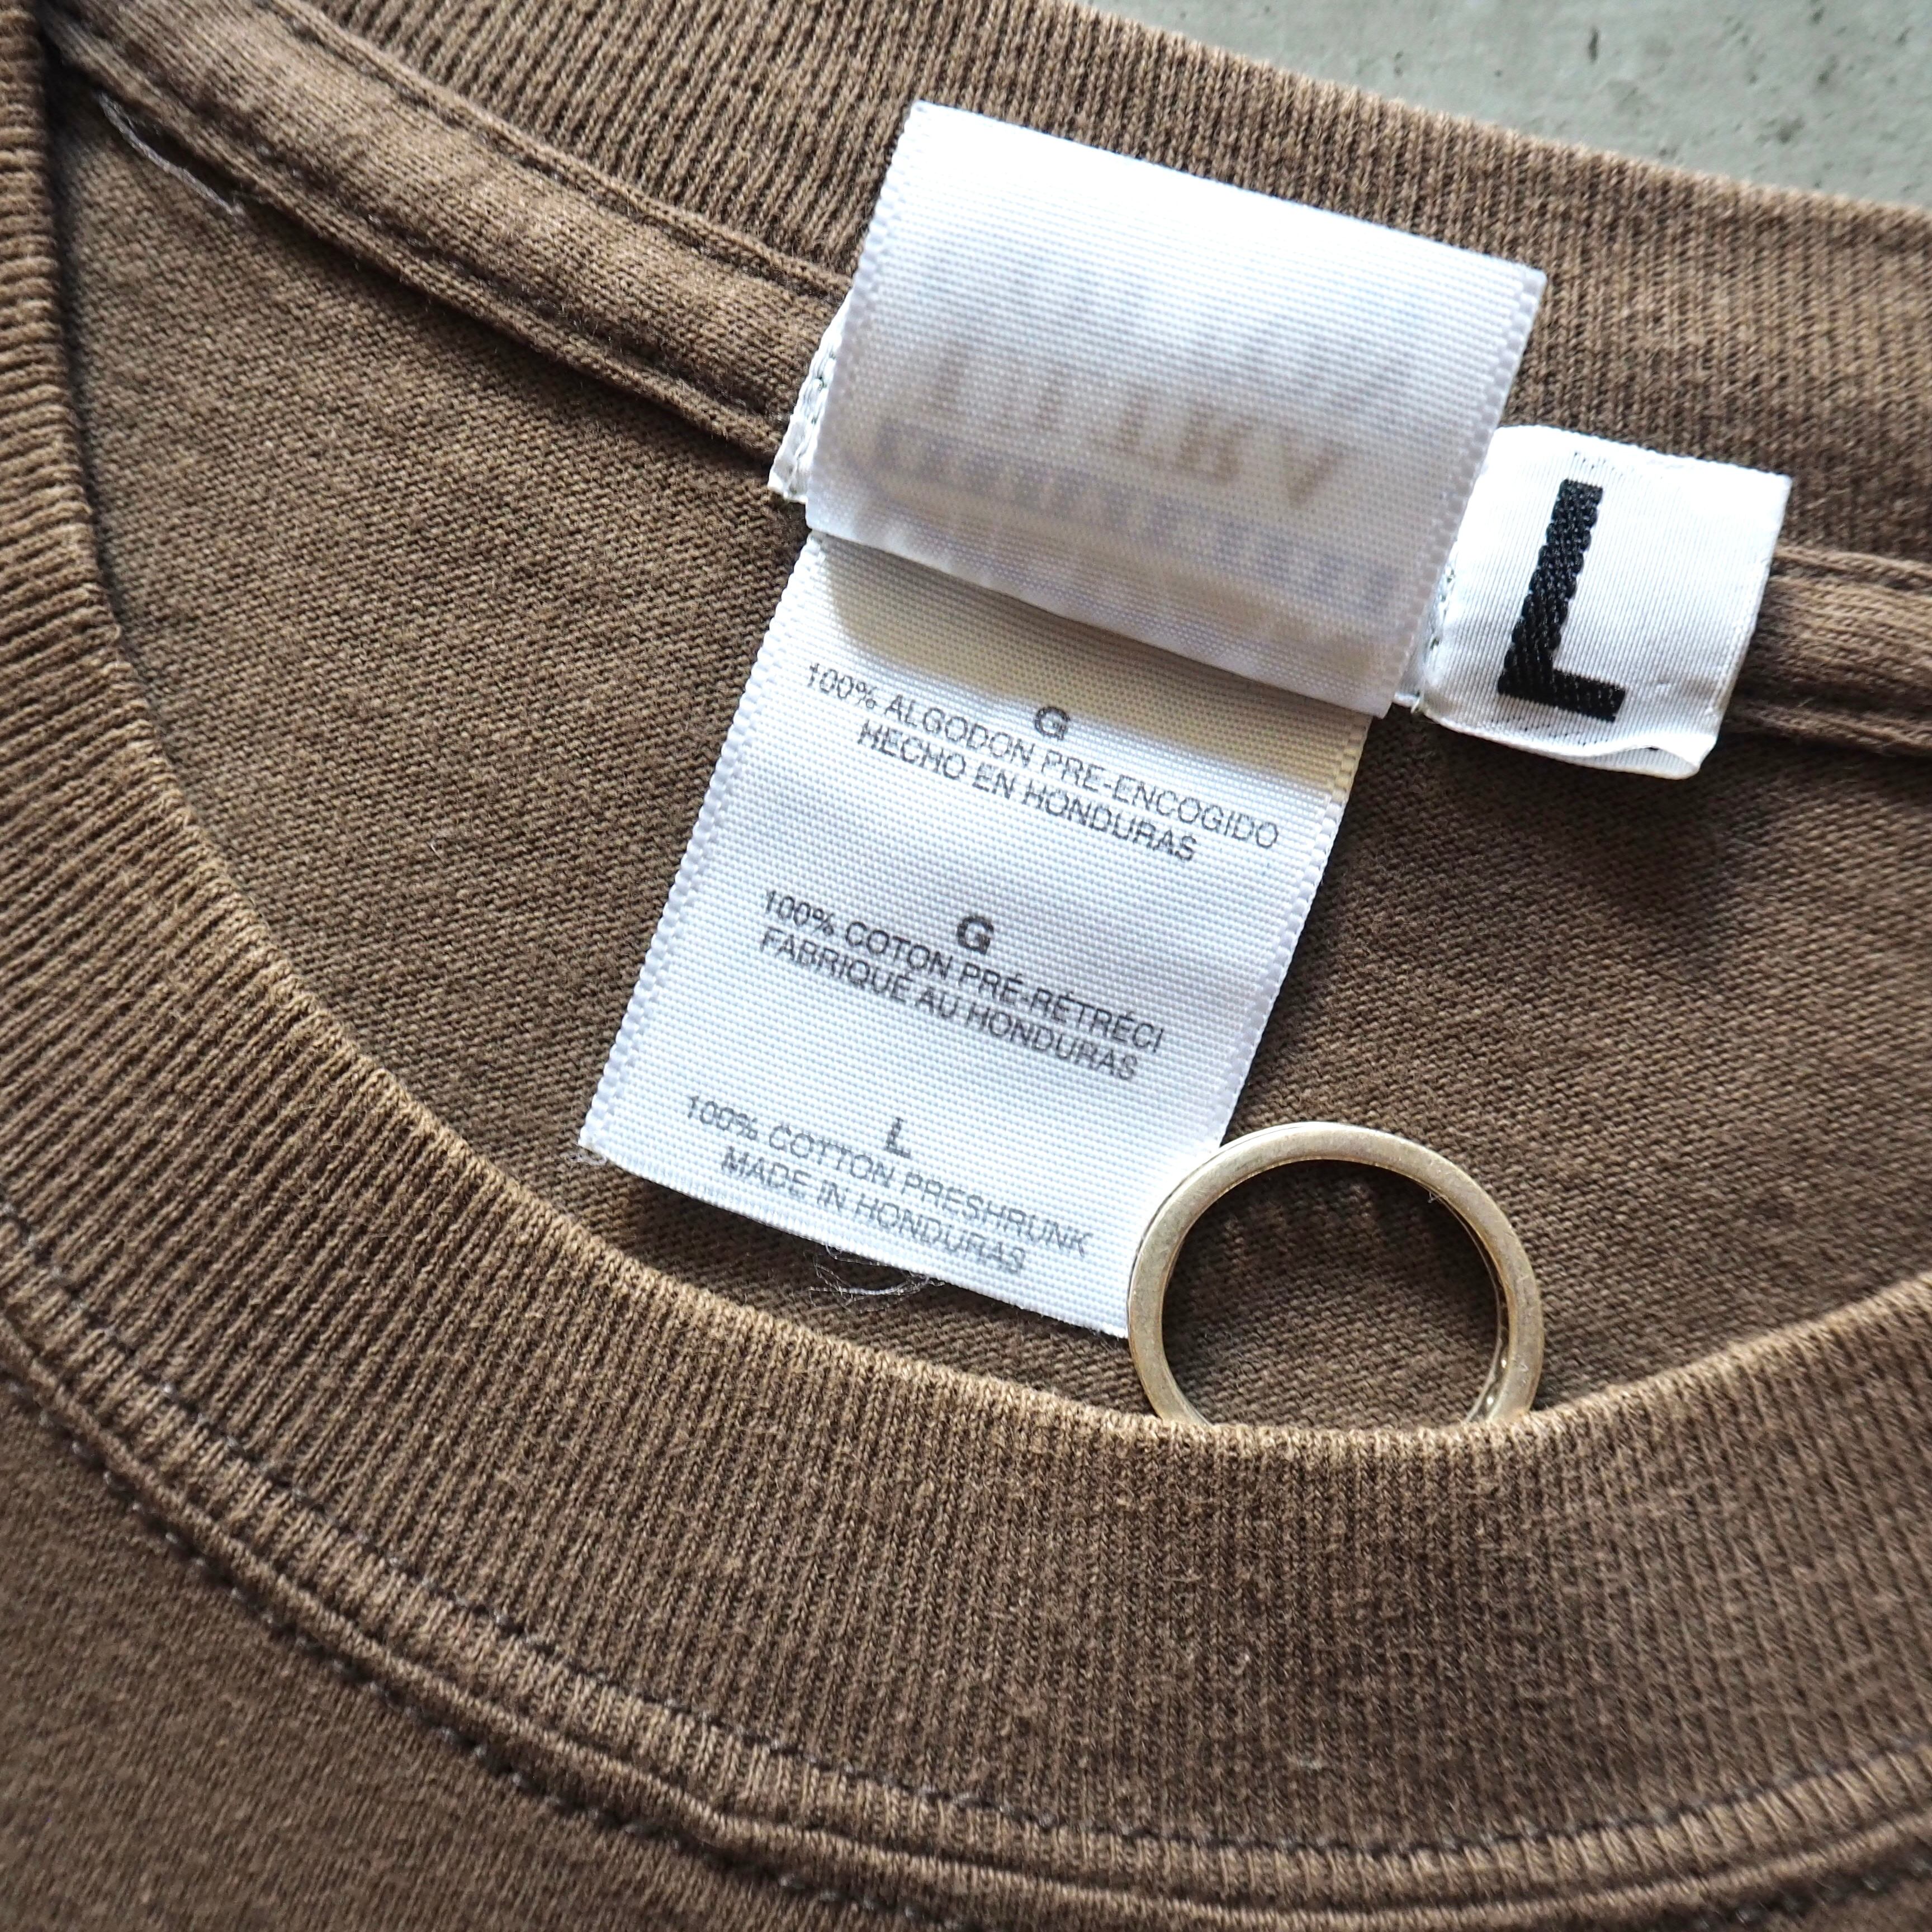 L
G
100% ALGODON PRE-ENCOGIDO
HECHO EN HONDURAS
G
100% COTON PRÉ-RÉTRÉCI
FABRIQUÉ AU HONDURAS
L
100% COTTON PRESHRUNK
MADE IN HONDURAS